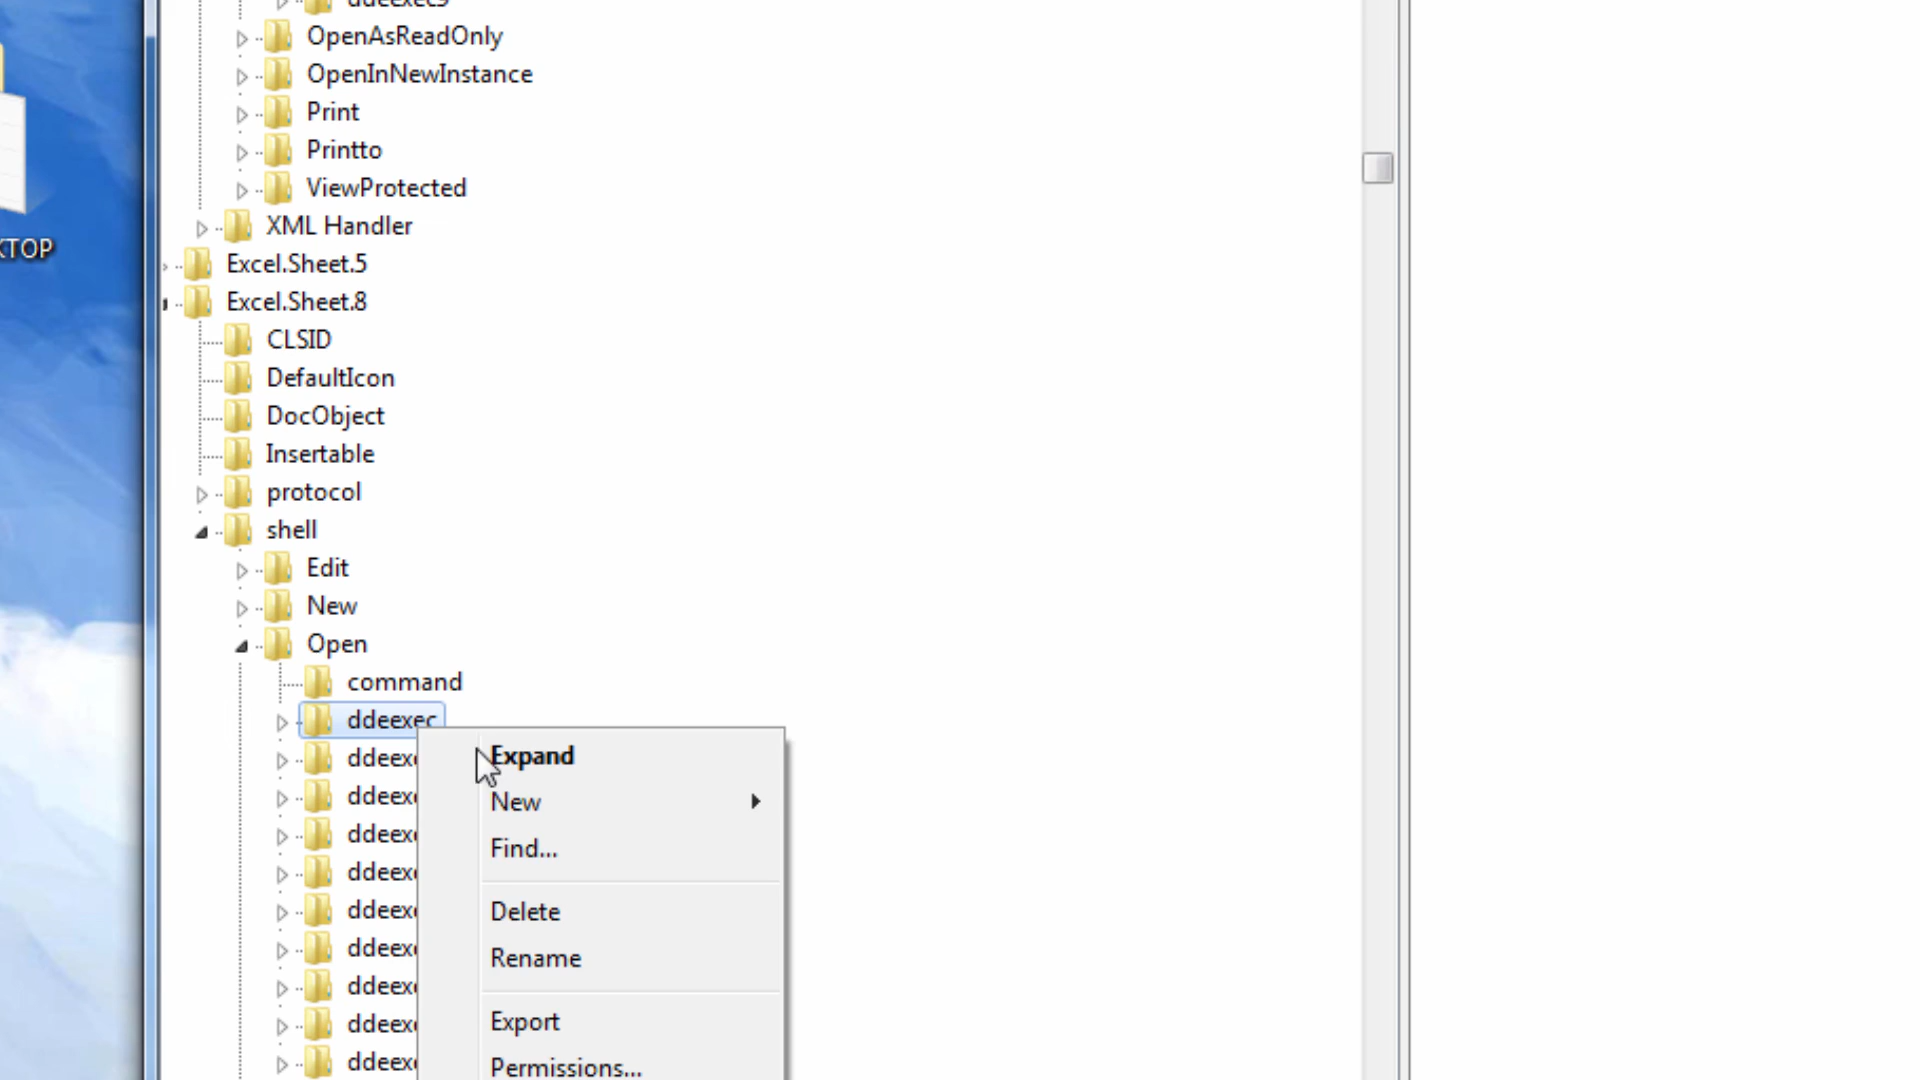 OpenAsReadOnly
OpenInNewInstance
Print
Printto
ViewProtected
XML Handler
Excel.Sheet.5
Excel.Sheet.8
CLSID
DefaultIcon
DocObject
Insertable
protocol
shell
Edit
New
Open
command
ddeexec
Expand
New
Find...
Delete
Rename
Export
Permissions...